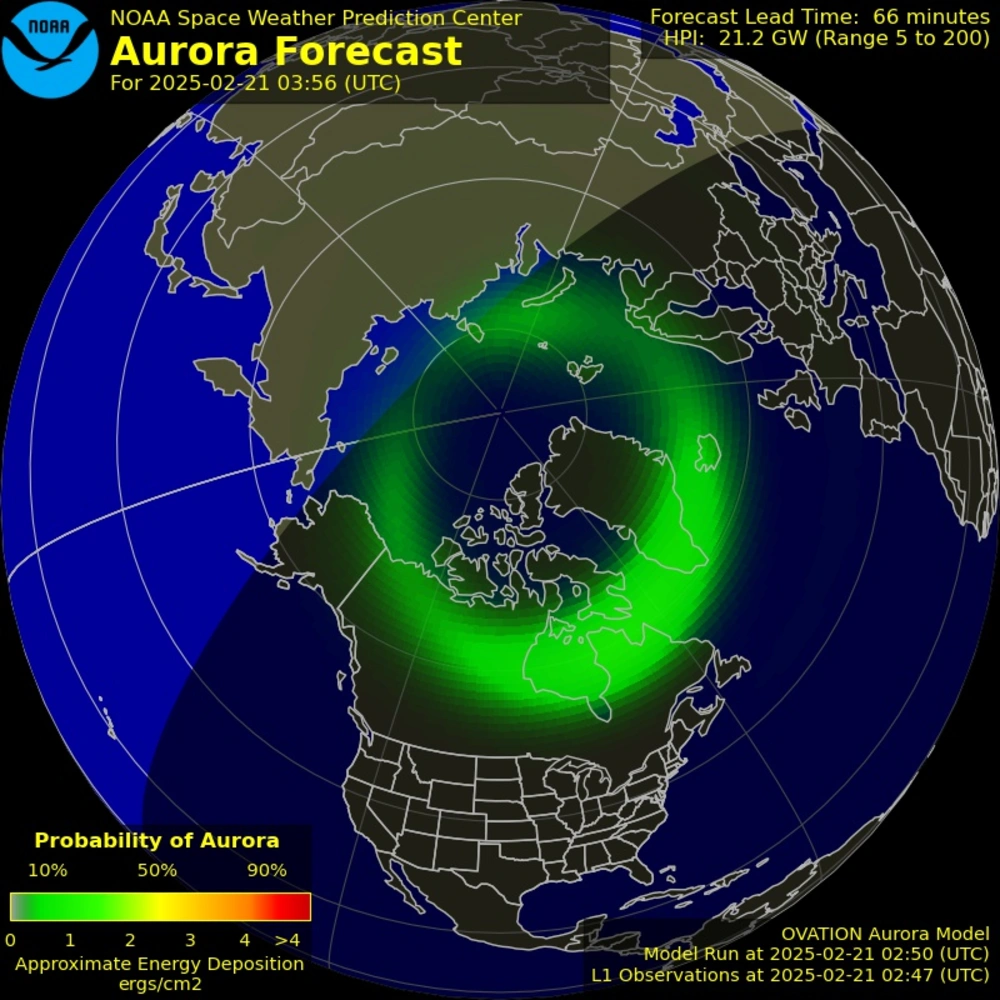 NOAA
NOAA Space Weather Prediction Center
Aurora Forecast
For 2025-02-21 03:56 (UTC)
Forecast Lead Time: 66 minutes
HPI: 21.2 GW (Range 5 to 200)
Probability of Aurora
10% 50% 90%
0 1 2 3 4 >4
Approximate Energy Deposition
ergs/cm2
OVATION Aurora Model
Model Run at 2025-02-21 02:50 (UTC)
L1 Observations at 2025-02-21 02:47 (UTC)